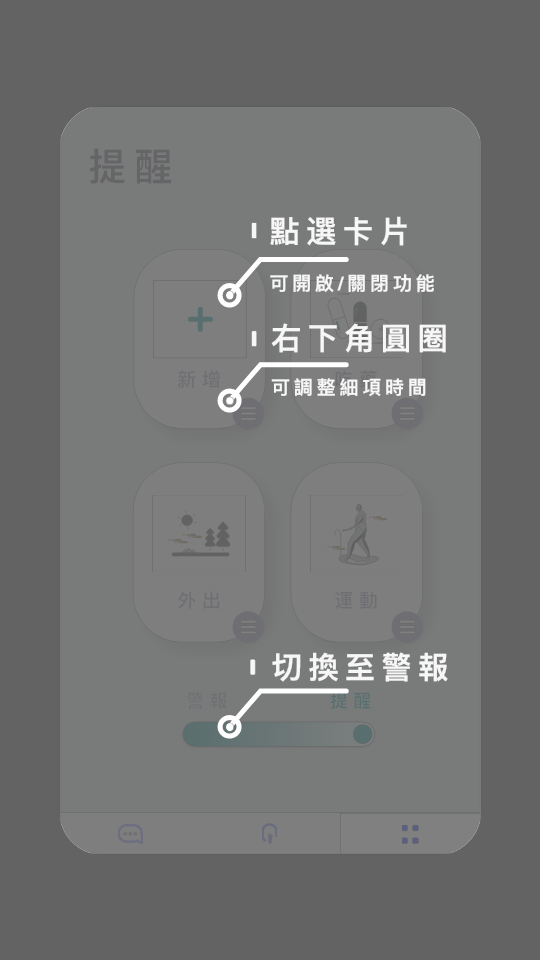 提醒
點選卡片
可開啟/關閉功能
右下角圓圈
新增
可調整細項時間
外出
運動
切換至警報
警報
提醒